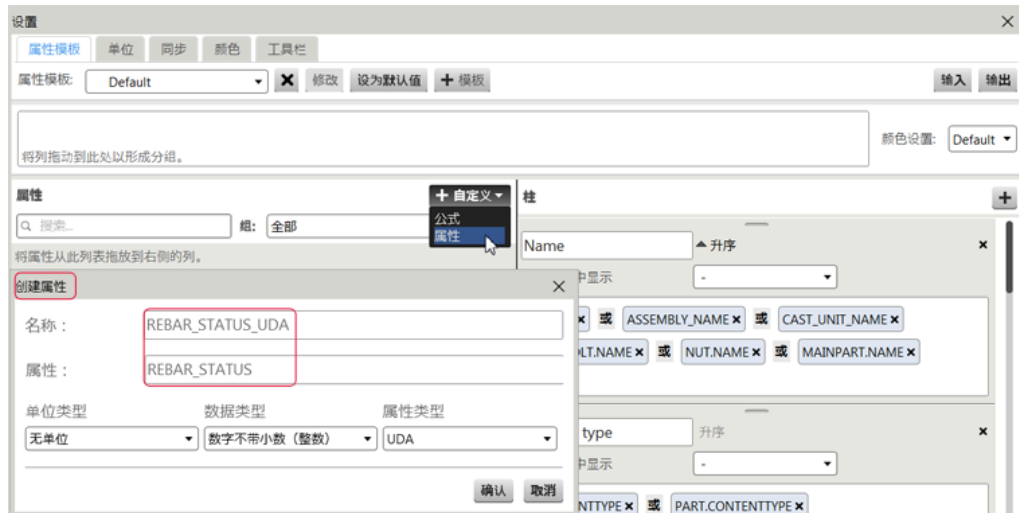 设置
属性模板 单位 同步 颜色 工具栏
属性模板: Default 修改 设为默认值 模板 输入 输出
将列拖动到此处以形成分组。
颜色设置: Default
属性 自定义 柱
搜索... 组: 全部
公式
属性
将属性从此列表拖放到右侧的列。
Name 升序
中显示 -
或 ASSEMBLY_NAME 或 CAST_UNIT_NAME
LT.NAME 或 NUT.NAME 或 MAINPART.NAME
创建属性
名称： REBAR_STATUS_UDA
属性： REBAR_STATUS
单位类型 数据类型 属性类型
无单位 数字不带小数（整数） UDA
确认 取消
type 升序
中显示 -
NTTYPE 或 PART.CONTENTTYPE